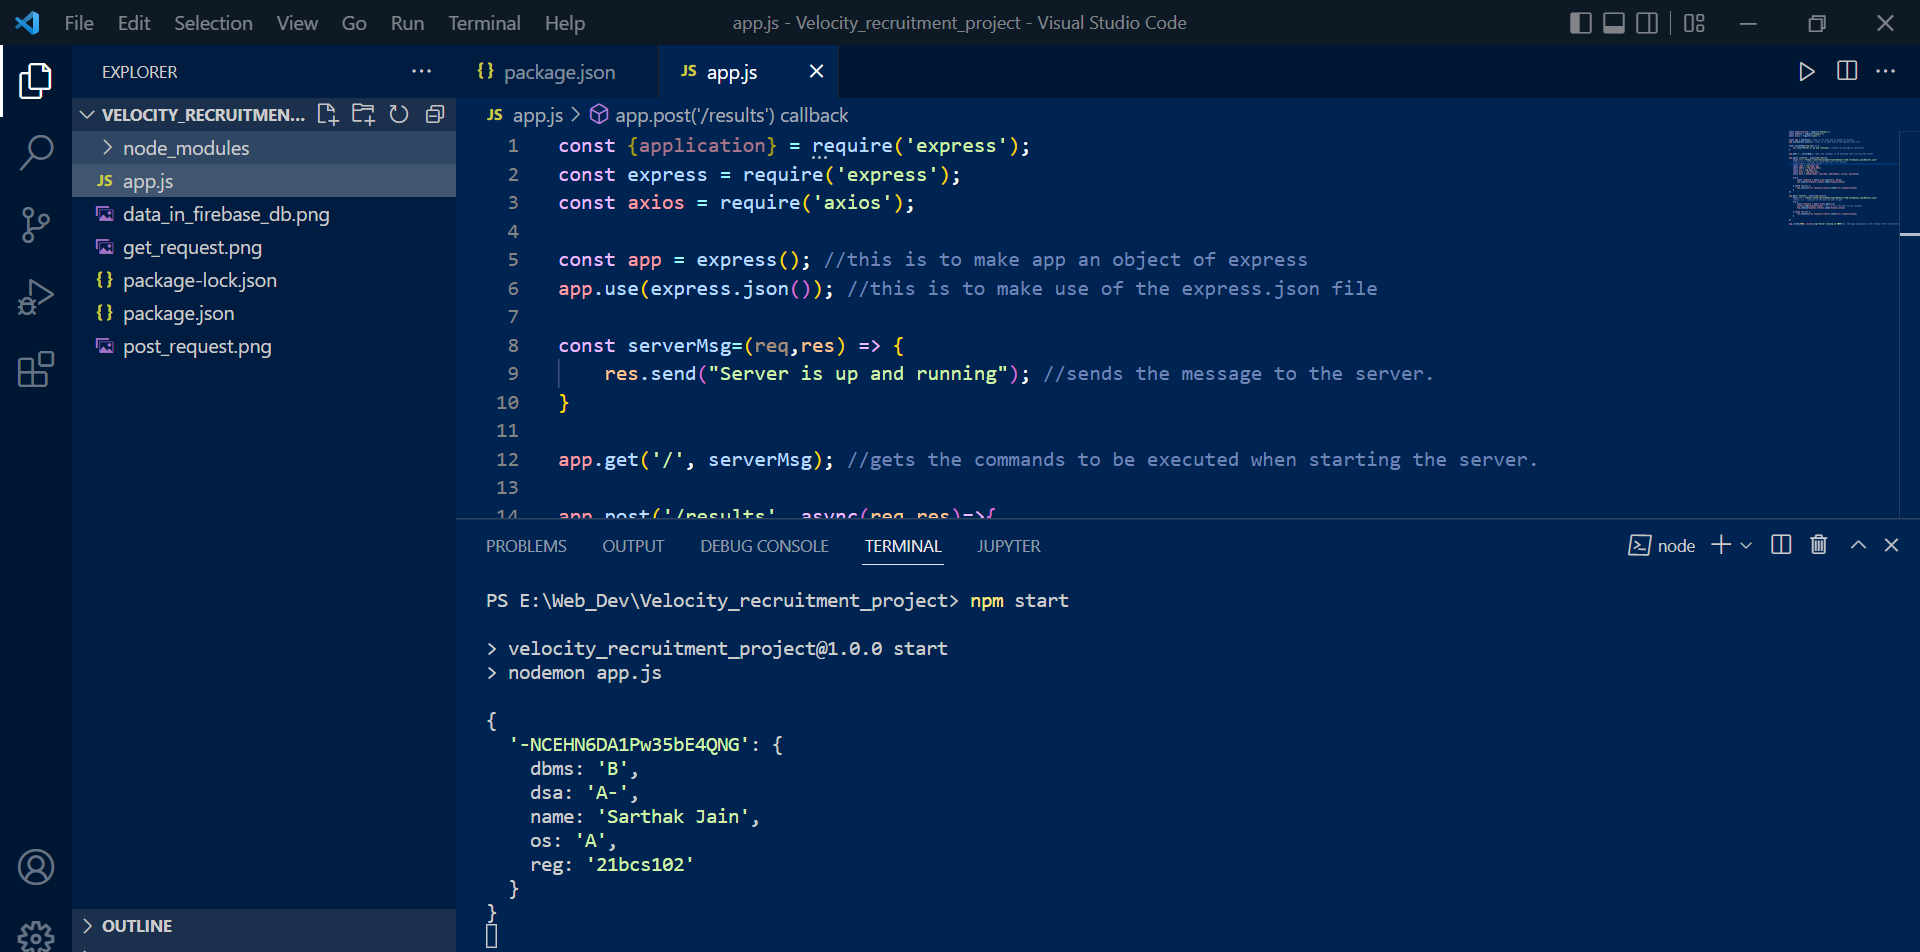 File Edit Selection View Go Run Terminal Help app.js - Velocity_recruitment_project - Visual Studio Code
EXPLORER ···
VELOCITY_RECRUITMEN...
node_modules
JS app.js
data_in_firebase_db.png
get_request.png
{} package-lock.json
{} package.json
post_request.png
OUTLINE
{} package.json JS app.js
JS app.js > app.post('/results') callback
1 const {application} = require('express');
2 const express = require('express');
3 const axios = require('axios');
4
5 const app = express(); //this is to make app an object of express
6 app.use(express.json()); //this is to make use of the express.json file
7
8 const serverMsg=(req,res) => {
9 res.send("Server is up and running"); //sends the message to the server.
10 }
11
12 app.get('/', serverMsg); //gets the commands to be executed when starting the server.
13
14 app.post('/results', async(req,res)=>{
PROBLEMS OUTPUT DEBUG CONSOLE TERMINAL JUPYTER node
PS E:\Web_Dev\Velocity_recruitment_project> npm start
> velocity_recruitment_project@1.0.0 start
> nodemon app.js
{
'-NCEHN6DA1Pw35bE4QNG': {
dbms: 'B',
dsa: 'A-',
name: 'Sarthak Jain',
os: 'A',
reg: '21bcs102'
}
}